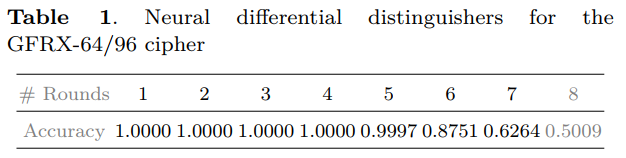 Table 1. Neural differential distinguishers for the
GFRX-64/96 cipher
# Rounds 1 2 3 4 5 6 7 8
Accuracy 1.0000 1.0000 1.0000 1.0000 0.9997 0.8751 0.6264 0.5009